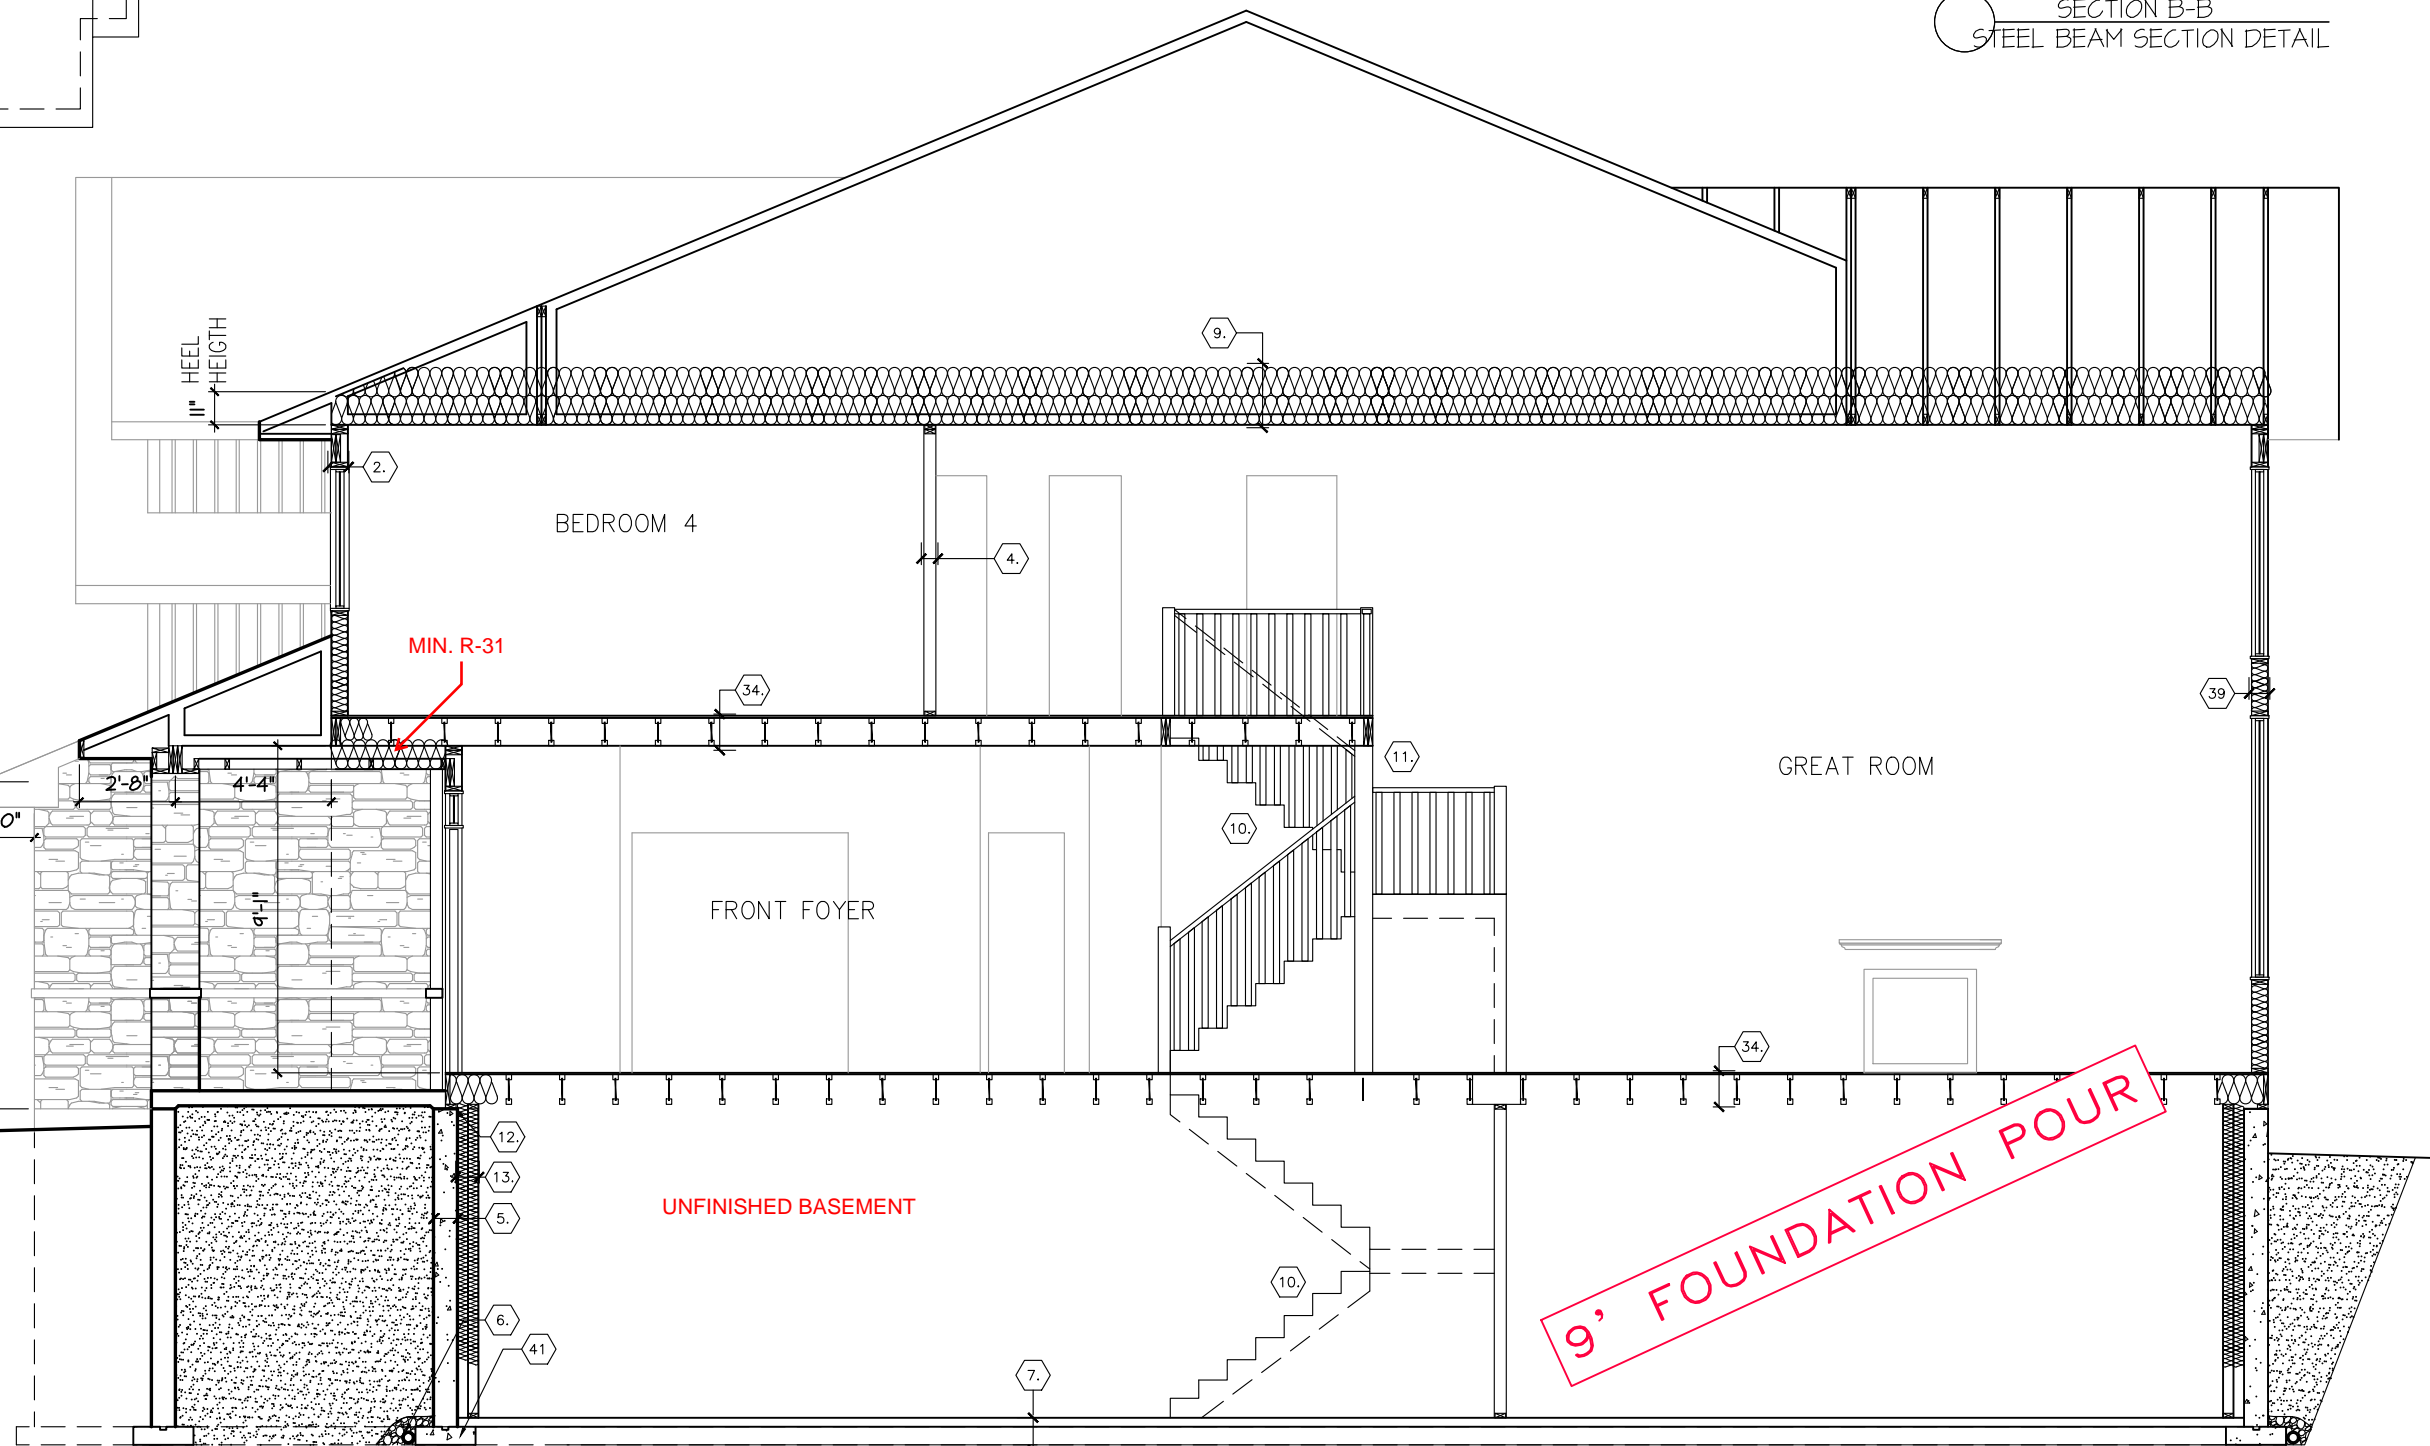 SECTION B-B
STEEL BEAM SECTION DETAIL
9.
11" HEEL
HEIGTH
2.
BEDROOM 4
4.
MIN. R-31
34.
39
11.
GREAT ROOM
2'-8"
4'-4"
0"
10.
9'-1"
FRONT FOYER
34.
12.
13.
UNFINISHED BASEMENT
5.
9' FOUNDATION POUR
10.
6.
41
7.